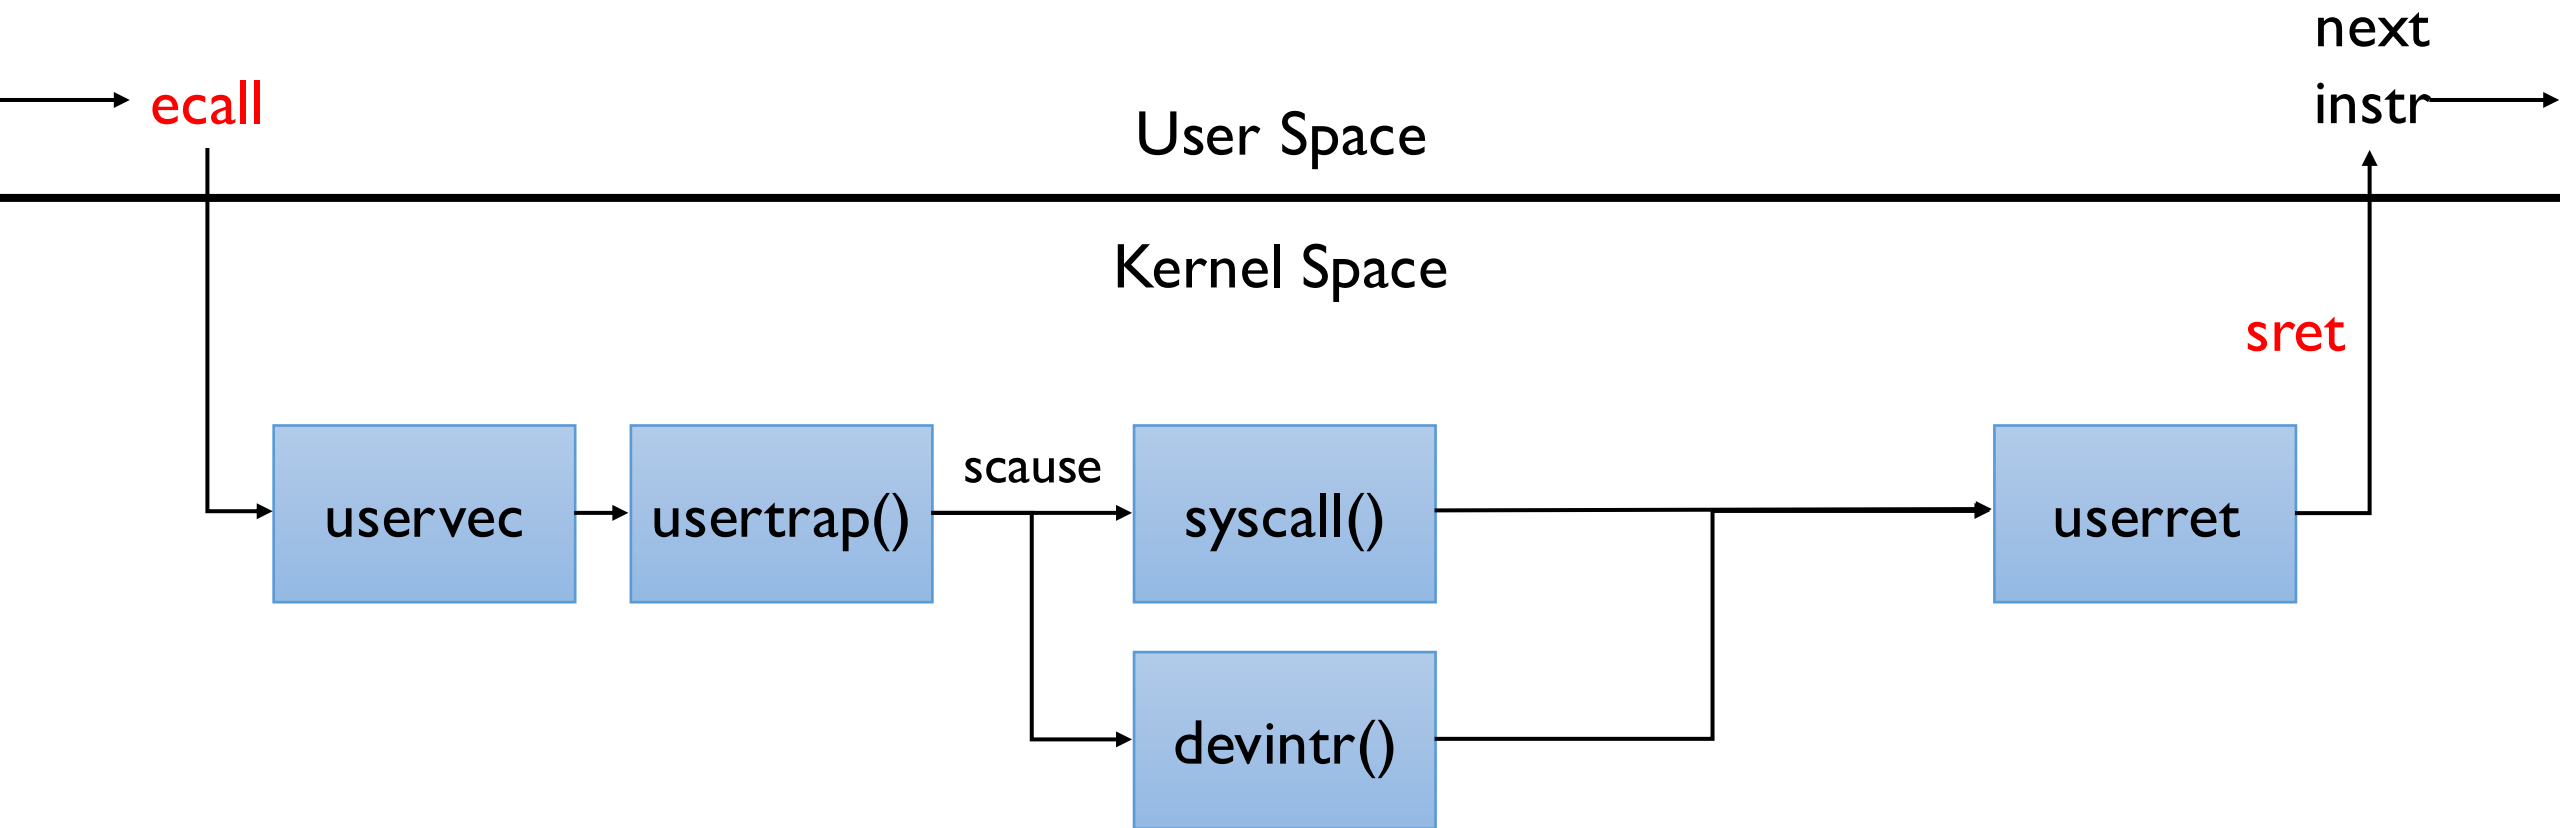 next
ecall
instr
User Space
Kernel Space
sret
scause
uservec
usertrap()
syscall()
userret
devintr()